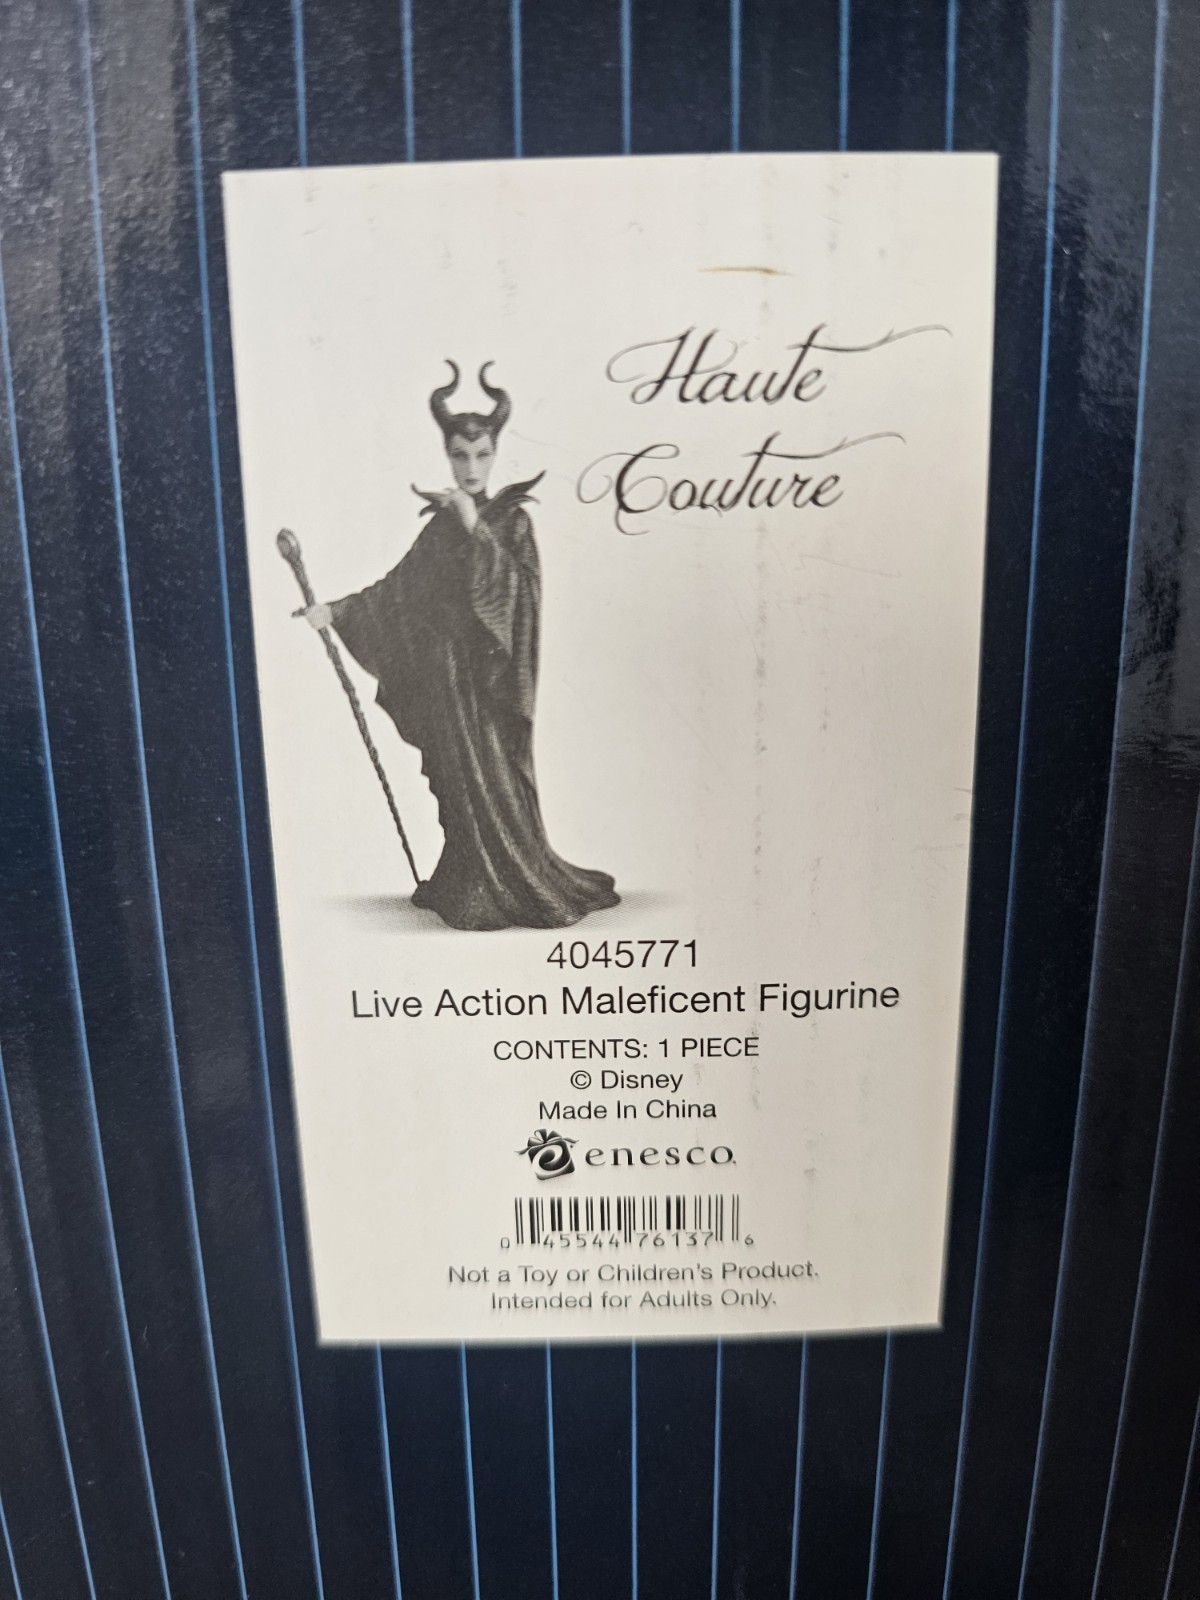 Haute
Couture
4045771
Live Action Maleficent Figurine
CONTENTS: 1 PIECE
© Disney
Made In China
enesco.
0 45544 76137 6
Not a Toy or Children's Product.
Intended for Adults Only.